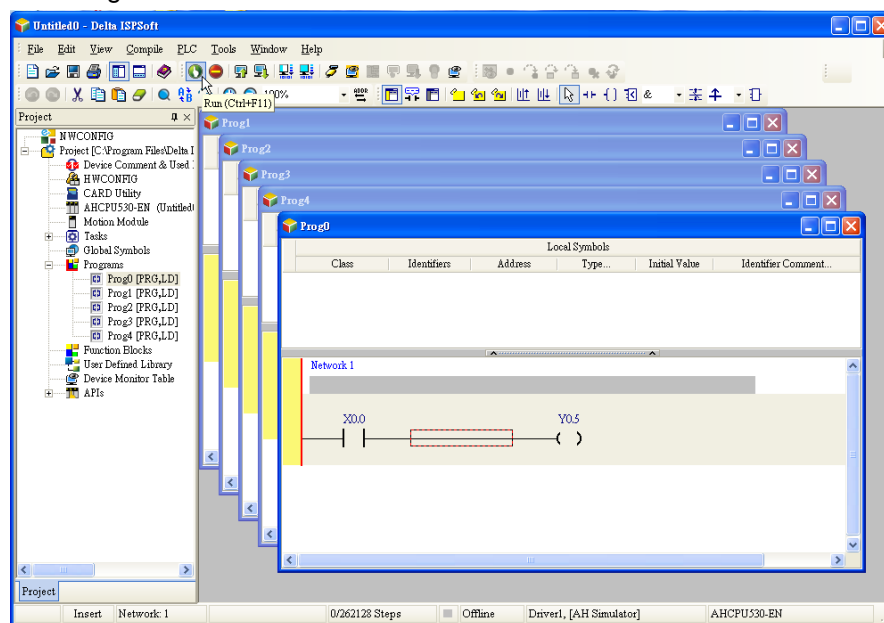 Untitled0 - Delta ISPSoft
File Edit View Compile PLC Tools Window Help
100%
ADDR
&
Run (Ctrl+F11)
Project
NWCONFIG
Project [C:\Program Files\Delta I
Device Comment & Used
HWCONFIG
CARD Utility
AHCPU530-EN (Untitled
Motion Module
Tasks
Global Symbols
Programs
Prog0 [PRG,LD]
Prog1 [PRG,LD]
Prog2 [PRG,LD]
Prog3 [PRG,LD]
Prog4 [PRG,LD]
Function Blocks
User Defined Library
Device Monitor Table
APIs
Project
Prog1
Prog2
Prog3
Prog4
Prog0
Local Symbols
Class Identifiers Address Type... Initial Value Identifier Comment...
Network 1
X0.0 Y0.5
Insert Network: 1 0/262128 Steps Offline Driver1, [AH Simulator] AHCPU530-EN